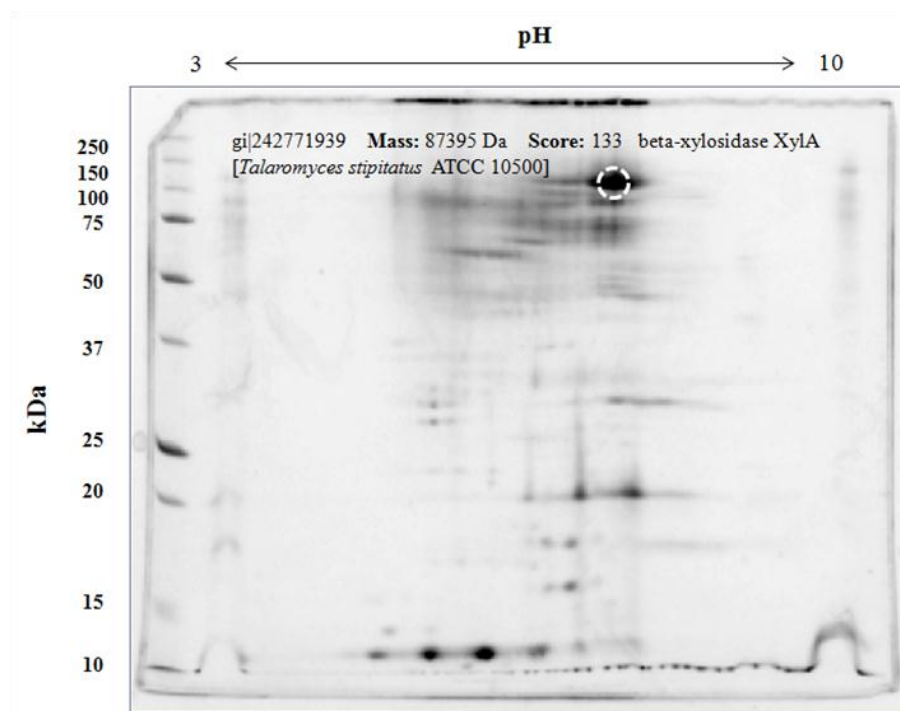 pH
3 10
gi|242771939 Mass: 87395 Da Score: 133 beta-xylosidase XylA
[Talaromyces stipitatus ATCC 10500]
250
150
100
75
50
37
25
20
15
10
kDa